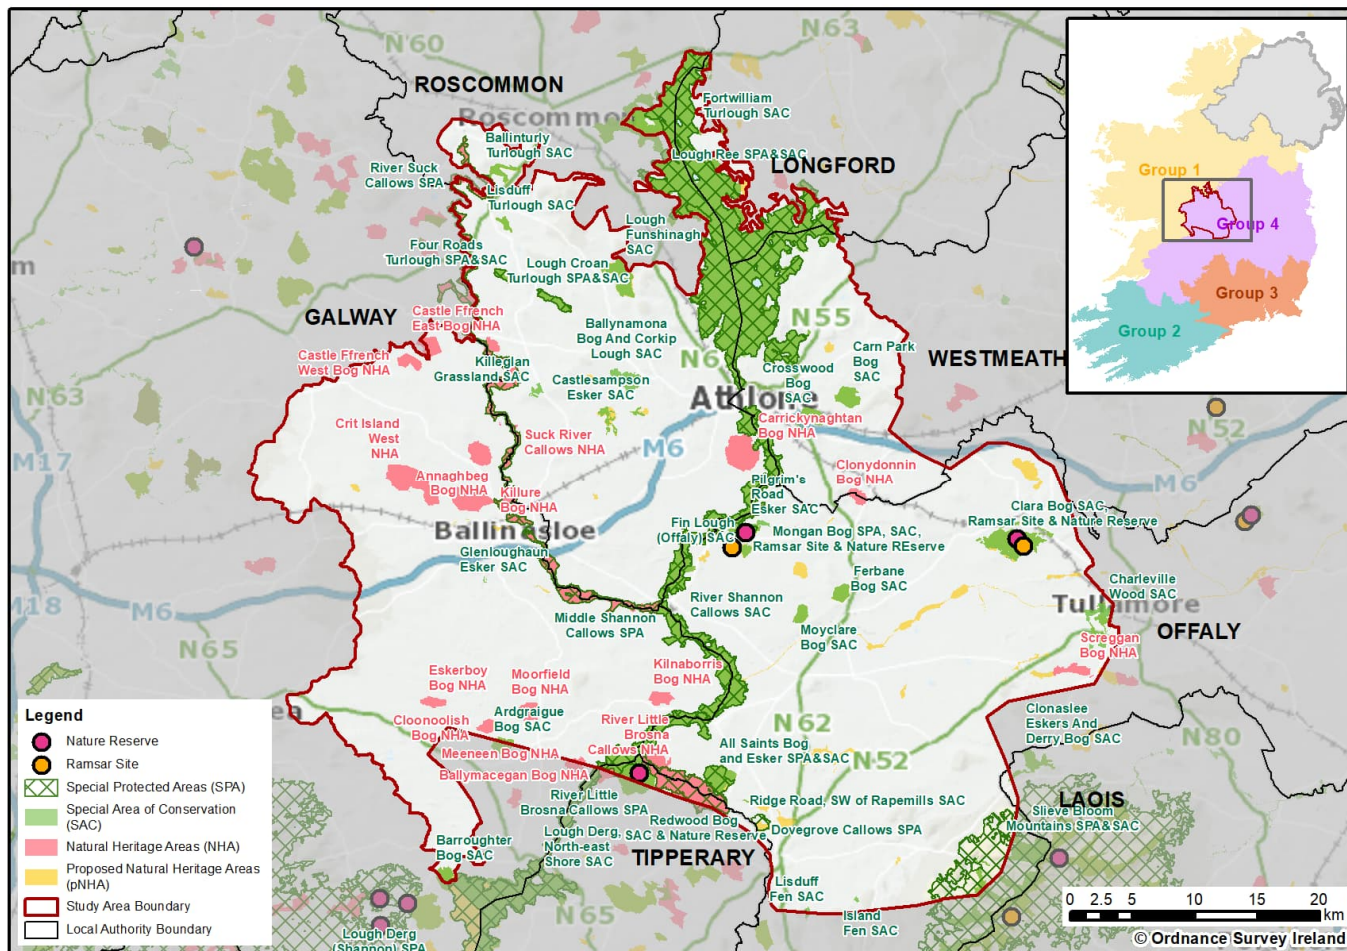 N60
N63
ROSCOMMON
Roscommo
Fortwilliam
Turlough SAC
Ballinturly
Turlough SAC
Lough Ree SPA&SAC
LONGFORD
River Suck
Callows SPA
Lisduff
Turlough SAC
Lough
Funshinagh
SAC
Four Roads
Turlough SPA&SAC
Lough Croan
Turlough SPA&SAC
m
GALWAY
Castle Ffrench
East Bog NHA
Castle Ffrench
West Bog NHA
Ballynamona
Bog And Corkip
Lough SAC
N55
N6
Carn Park
Bog
SAC
WESTMEATH
Killeglan
Grassland SAC
Crosswood
Bog
SAC
Castlesampson
Esker SAC
N63
Athlone
N52
Crit Island
West
NHA
Suck River
Callows NHA
Carrickynaghtan
Bog NHA
M17
M6
Annaghbeg
Bog NHA
Killure
Bog NHA
Clonydonnin
Bog NHA
M6
Pilgrim's
Road
Esker SAC
Clara Bog SAC,
Ramsar Site & Nature Reserve
Ballinasloe
Fin Lough
(Offaly) SAC
Mongan Bog SPA, SAC,
Ramsar Site & Nature REserve
Glenloughaun
Esker SAC
Ferbane
Bog SAC
Charleville
Wood SAC
M18
M6
River Shannon
Callows SAC
Tullamore
Middle Shannon
Callows SPA
Moyclare
Bog SAC
OFFALY
N65
Screggan
Bog NHA
Eskerboy
Bog NHA
Moorfield
Bog NHA
Kilnaborris
Bog NHA
ea
Cloonoolish
Bog NHA
Ardgraigue
Bog SAC
River Little
Brosna
Callows NHA
N62
Clonaslee
Eskers And
Derry Bog SAC
N80
Meeneen Bog NHA
All Saints Bog
and Esker SPA&SAC
N52
Ballymacegan Bog NHA
River Little
Brosna Callows SPA
Ridge Road, SW of Rapemills SAC
LAOIS
Redwood Bog
SAC & Nature Reserve
Dovegrove Callows SPA
Slieve Bloom
Mountains SPA&SAC
Barroughter
Bog SAC
Lough Derg,
North-east
Shore SAC
TIPPERARY
Lisduff
Fen SAC
N65
Island
Fen SAC
Lough Derg
(Shannon) SPA
Group 1
Group 4
Group 3
Group 2
Legend
Nature Reserve
Ramsar Site
Special Protected Areas (SPA)
Special Area of Conservation
(SAC)
Natural Heritage Areas (NHA)
Proposed Natural Heritage Areas
(pNHA)
Study Area Boundary
Local Authority Boundary
0 2.5 5 10 15 20
km
© Ordnance Survey Ireland